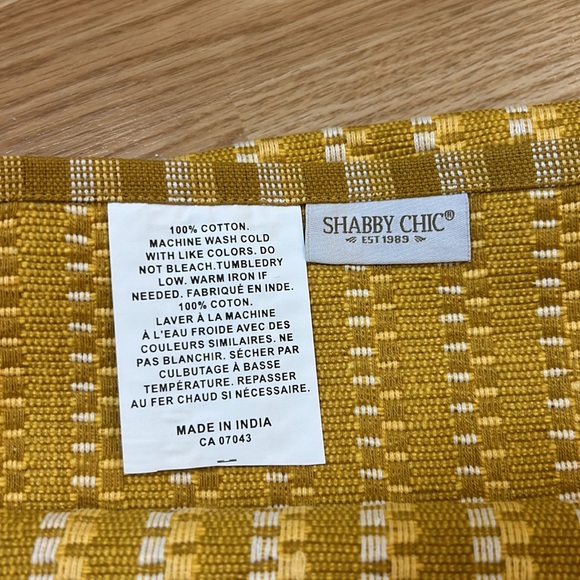 100% COTTON.
MACHINE WASH COLD
WITH LIKE COLORS. DO
NOT BLEACH.TUMBLEDRY
LOW. WARM IRON IF
NEEDED. FABRIQUÉ EN INDE.
100% COTON.
LAVER À LA MACHINE
À L'EAU FROIDE AVEC DES
COULEURS SIMILAIRES. NE
PAS BLANCHIR. SÉCHER PAR
CULBUTAGE À BASSE
TEMPÉRATURE. REPASSER
AU FER CHAUD SI NÉCESSAIRE.
MADE IN INDIA
CA 07043
SHABBY CHIC®
EST 1989